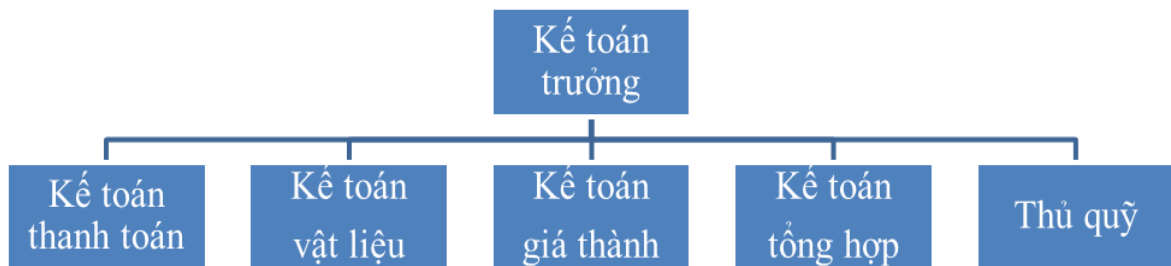 Kế toán
trưởng
Kế toán
thanh toán
Kế toán
vật liệu
Kế toán
giá thành
Kế toán
tổng hợp
Thủ quỹ